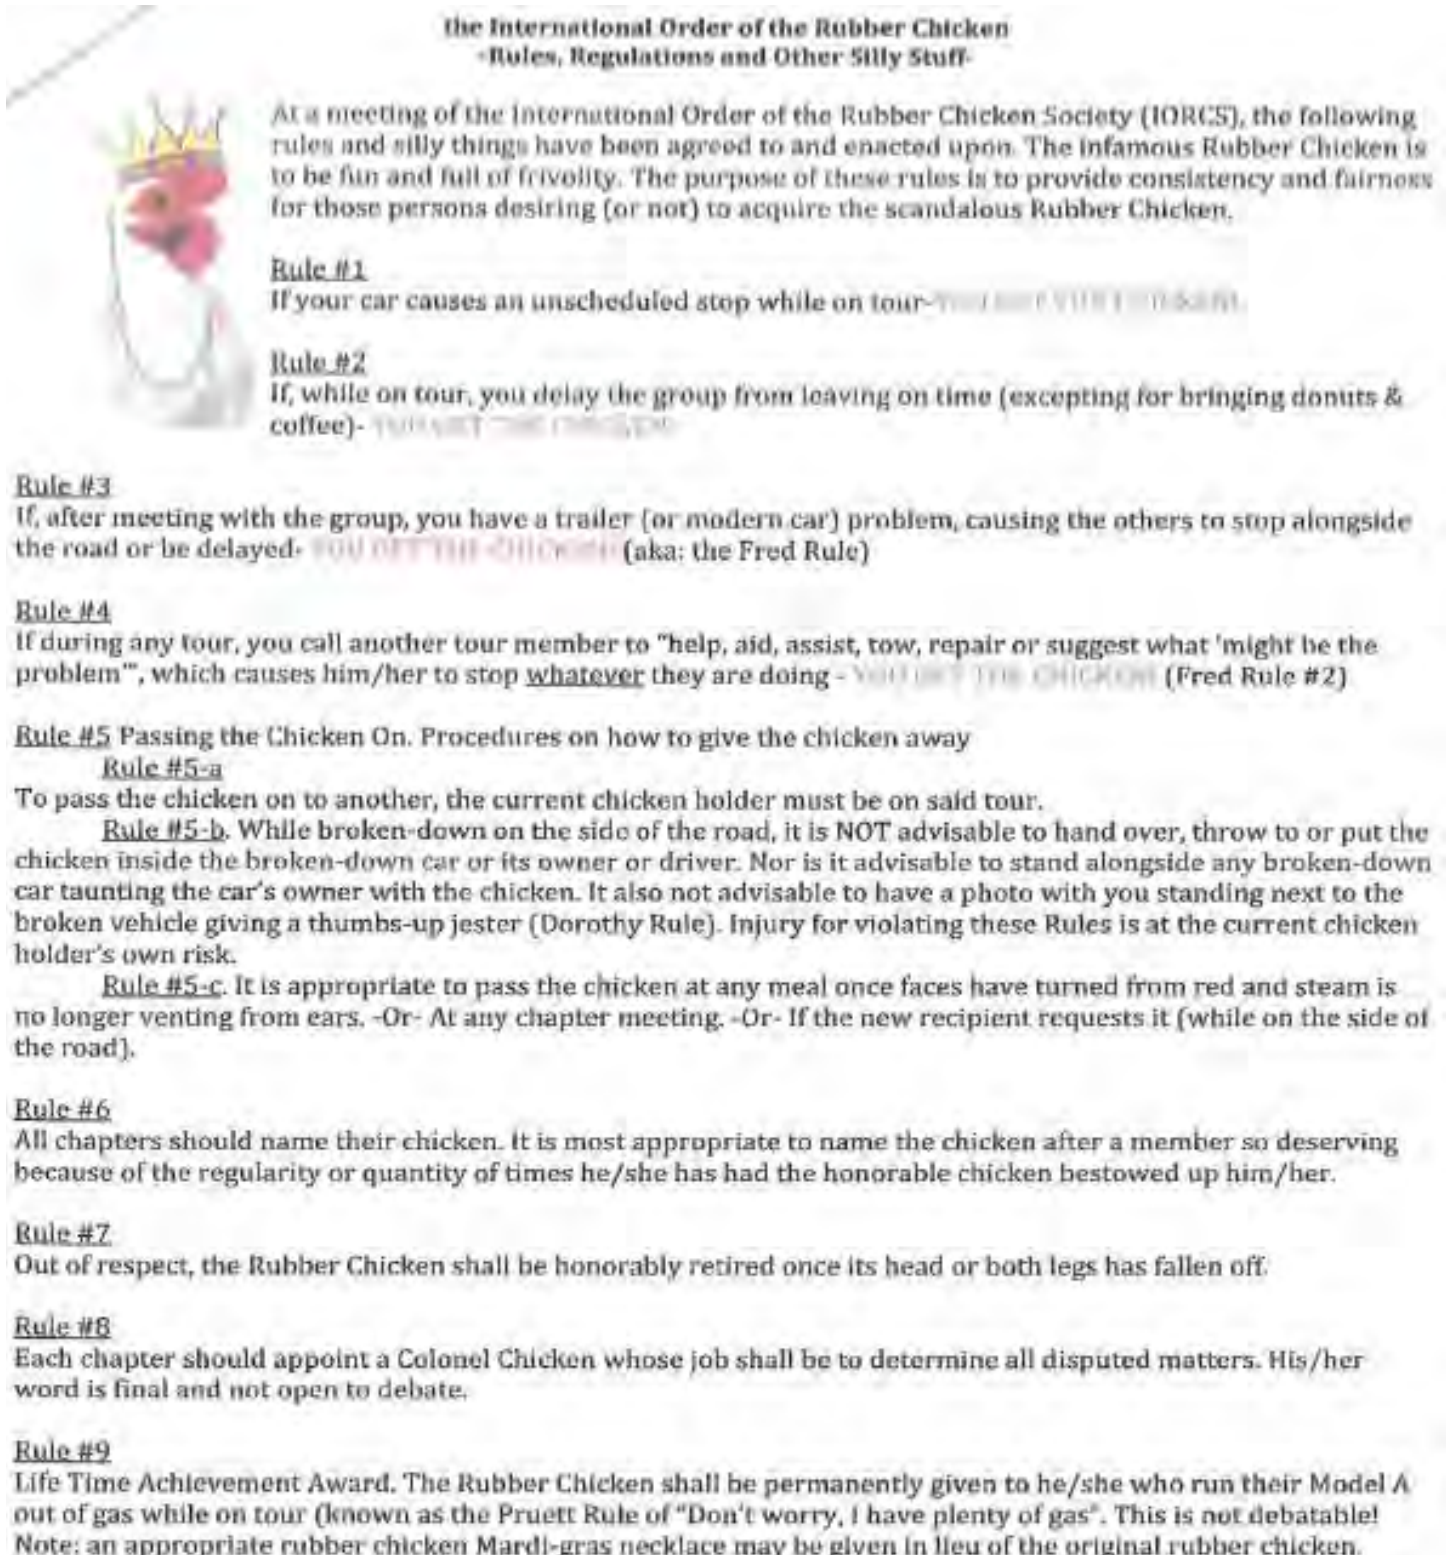 the International Order of the Rubber Chicken
-Rules, Regulations and Other Silly Stuff-
At a meeting of the International Order of the Rubber Chicken Society (IORCS), the following
rules and silly things have been agreed to and enacted upon. The infamous Rubber Chicken is
to be fun and full of frivolity. The purpose of these rules is to provide consistency and fairness
for those persons desiring (or not) to acquire the scandalous Rubber Chicken.
Rule #1
If your car causes an unscheduled stop while on tour-
Rule #2
If, while on tour, you delay the group from leaving on time (excepting for bringing donuts &
coffee)- YOU GET THE CHICKEN!
Rule #3
If, after meeting with the group, you have a trailer (or modern car) problem, causing the others to stop alongside
the road or be delayed- YOU GET THE CHICKEN! (aka: the Fred Rule)
Rule #4
If during any tour, you call another tour member to "help, aid, assist, tow, repair or suggest what 'might be the
problem'", which causes him/her to stop whatever they are doing - YOU GET THE CHICKEN! (Fred Rule #2)
Rule #5 Passing the Chicken On. Procedures on how to give the chicken away
Rule #5-a
To pass the chicken on to another, the current chicken holder must be on said tour.
Rule #5-b. While broken-down on the side of the road, it is NOT advisable to hand over, throw to or put the
chicken inside the broken-down car or its owner or driver. Nor is it advisable to stand alongside any broken-down
car taunting the car's owner with the chicken. It also not advisable to have a photo with you standing next to the
broken vehicle giving a thumbs-up jester (Dorothy Rule). Injury for violating these Rules is at the current chicken
holder's own risk.
Rule #5-c. It is appropriate to pass the chicken at any meal once faces have turned from red and steam is
no longer venting from ears. -Or- At any chapter meeting. -Or- If the new recipient requests it (while on the side of
the road).
Rule #6
All chapters should name their chicken. It is most appropriate to name the chicken after a member so deserving
because of the regularity or quantity of times he/she has had the honorable chicken bestowed up him/her.
Rule #7
Out of respect, the Rubber Chicken shall be honorably retired once its head or both legs has fallen off.
Rule #8
Each chapter should appoint a Colonel Chicken whose job shall be to determine all disputed matters. His/her
word is final and not open to debate.
Rule #9
Life Time Achievement Award. The Rubber Chicken shall be permanently given to he/she who run their Model A
out of gas while on tour (known as the Pruett Rule of "Don't worry, I have plenty of gas". This is not debatable!
Note: an appropriate rubber chicken Mardi-gras necklace may be given in lieu of the original rubber chicken.